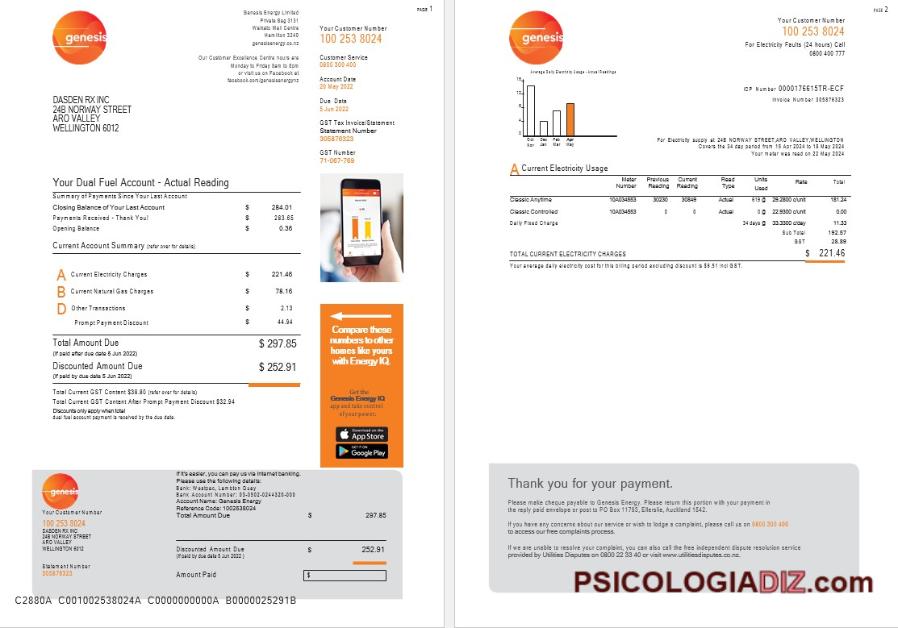 PAGE 1
genesis
Genesis Energy Limited
Private Bag 3131
Waikato Mail Centre
Hamilton 3240
genesisenergy.co.nz
Our Customer Excellence Centre hours are
Monday to Friday 8am to 8pm
or visit us on Facebook at
facebook.com/genesisenergynz
Your Customer Number
100 253 8024
Customer Service
0800 300 400
Account Date
20 May 2022
Due Date
5 Jun 2022
GST Tax Invoice/Statement
Statement Number
305876323
GST Number
71-067-769
DASDEN RX INC
24B NORWAY STREET
ARO VALLEY
WELLINGTON 6012
Your Dual Fuel Account - Actual Reading
Summary of Payments Since Your Last Account
Closing Balance of Your Last Account $ 284.01
Payments Received - Thank You! $ 283.65
Opening Balance $ 0.36
Current Account Summary (refer over for details)
A Current Electricity Charges $ 221.46
B Current Natural Gas Charges $ 78.16
D Other Transactions $ 2.13
Prompt Payment Discount $ 44.94
Total Amount Due $ 297.85
(If paid after due date 5 Jun 2022)
Discounted Amount Due $ 252.91
(If paid by due date 5 Jun 2022)
Total Current GST Content $38.80 (refer over for details)
Total Current GST Content After Prompt Payment Discount $32.94
Discounts only apply when total
dual fuel account payment is received by the due date.
Compare these
numbers to other
homes like yours
with Energy IQ.
Get the
Genesis Energy IQ
app and take control
of your power.
Download on the
App Store
GET IT ON
Google Play
genesis
Your Customer Number
100 253 8024
DASDEN RX INC
24B NORWAY STREET
ARO VALLEY
WELLINGTON 6012
Statement Number
305876323
If it's easier, you can pay us via internet banking.
Please use the following details:
Bank: Westpac, Lambton Quay
Bank Account Number: 03-0502-0244320-000
Account Name: Genesis Energy
Reference Code: 1002538024
Total Amount Due $ 297.85
Discounted Amount Due $ 252.91
(If paid by due date 5 Jun 2022)
Amount Paid $
C2880A C001002538024A C0000000000A B0000025291B
PAGE 2
genesis
Your Customer Number
100 253 8024
For Electricity Faults (24 hours) Call
0800 400 777
Average Daily Electricity Usage - Actual Readings
ICP Number 0000175615TR-ECF
Invoice Number 305876323
For Electricity supply at 24B NORWAY STREET,ARO VALLEY,WELLINGTON
Covers the 34 day period from 15 Apr 2024 to 18 May 2024
Your meter was read on 22 May 2024
A Current Electricity Usage
Meter Number Previous Reading Current Reading Read Type Units Used Rate Total
Classic Anytime 10A034553 30230 30849 Actual 619 @ 29.2800 c/unit 181.24
Classic Controlled 10A034553 0 0 Actual 0 @ 22.9300 c/unit 0.00
Daily Fixed Charge 34 days @ 33.3300 c/day 11.33
Sub Total 192.57
GST 28.89
TOTAL CURRENT ELECTRICITY CHARGES $ 221.46
Your average daily electricity cost for this billing period excluding discount is $6.51 incl GST.
Thank you for your payment.
Please make cheque payable to Genesis Energy. Please return this portion with your payment in
the reply paid envelope or post to PO Box 11783, Ellerslie, Auckland 1542.
If you have any concerns about our service or wish to lodge a complaint, please call us on 0800 300 400
to access our free complaints process.
If we are unable to resolve your complaint, you can also call the free independent dispute resolution service
provided by Utilities Disputes on 0800 22 33 40 or visit www.utilitiesdisputes.co.nz.
PSICOLOGIADIZ.com